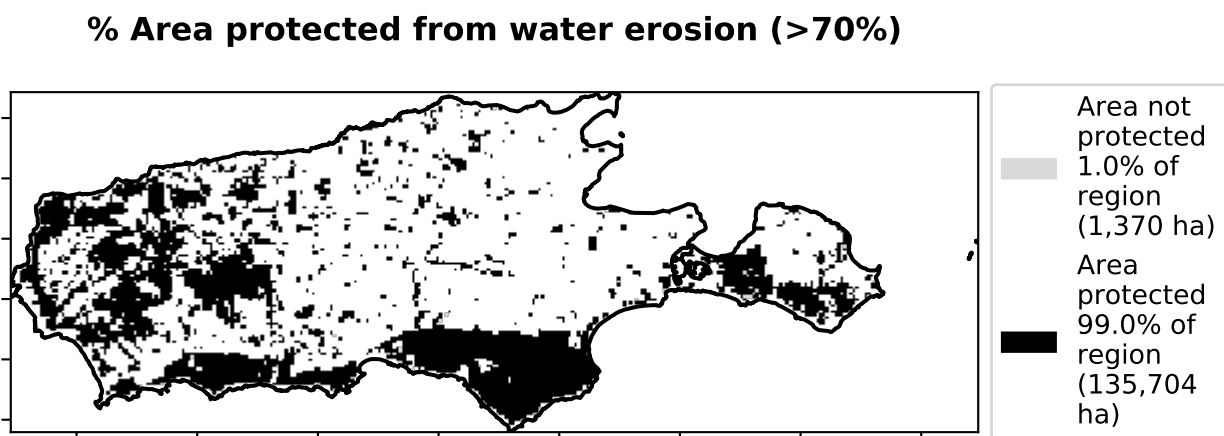 % Area protected from water erosion (>70%)
Area not
protected
1.0% of
region
(1,370 ha)
Area
protected
99.0% of
region
(135,704
ha)